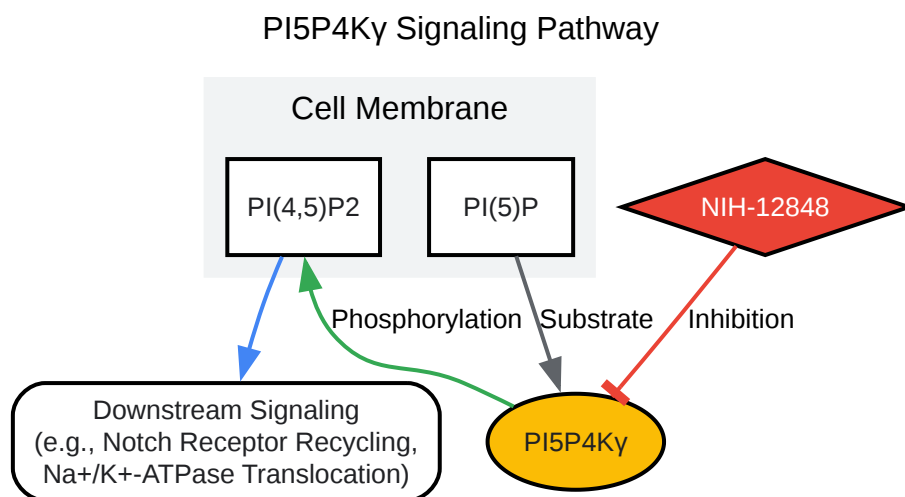 PI5P4Kγ Signaling Pathway
Cell Membrane
PI(4,5)P2
PI(5)P
NIH-12848
Phosphorylation
Substrate
Inhibition
Downstream Signaling
(e.g., Notch Receptor Recycling,
Na+/K+-ATPase Translocation)
PI5P4Kγ